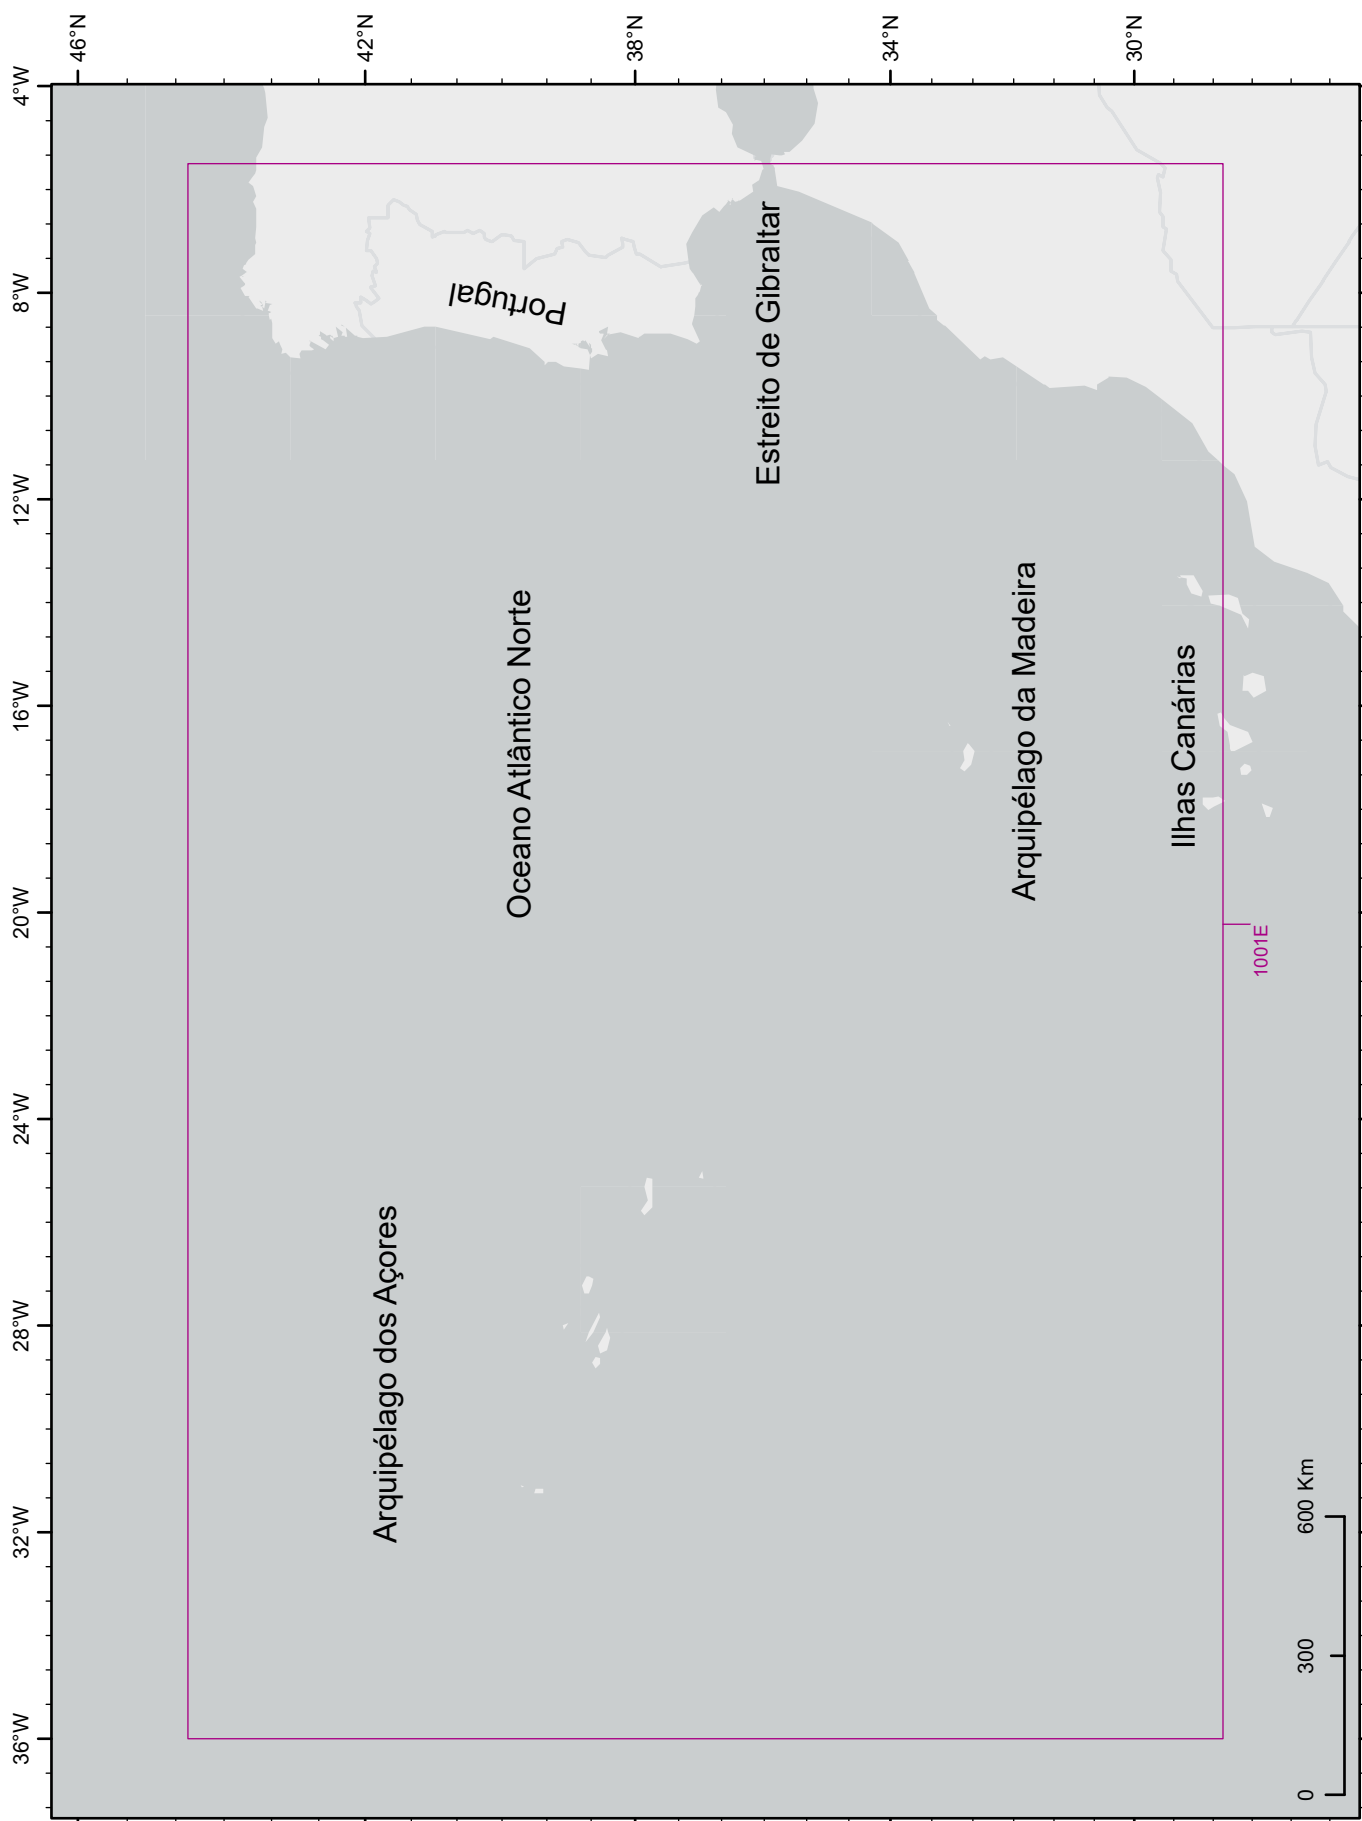 36°W
32°W
28°W
24°W
20°W
16°W
12°W
8°W
4°W
46°N
42°N
38°N
34°N
30°N
Portugal
Arquipélago dos Açores
Oceano Atlântico Norte
Estreito de Gibraltar
Arquipélago da Madeira
Ilhas Canárias
1001E
0 300 600 Km